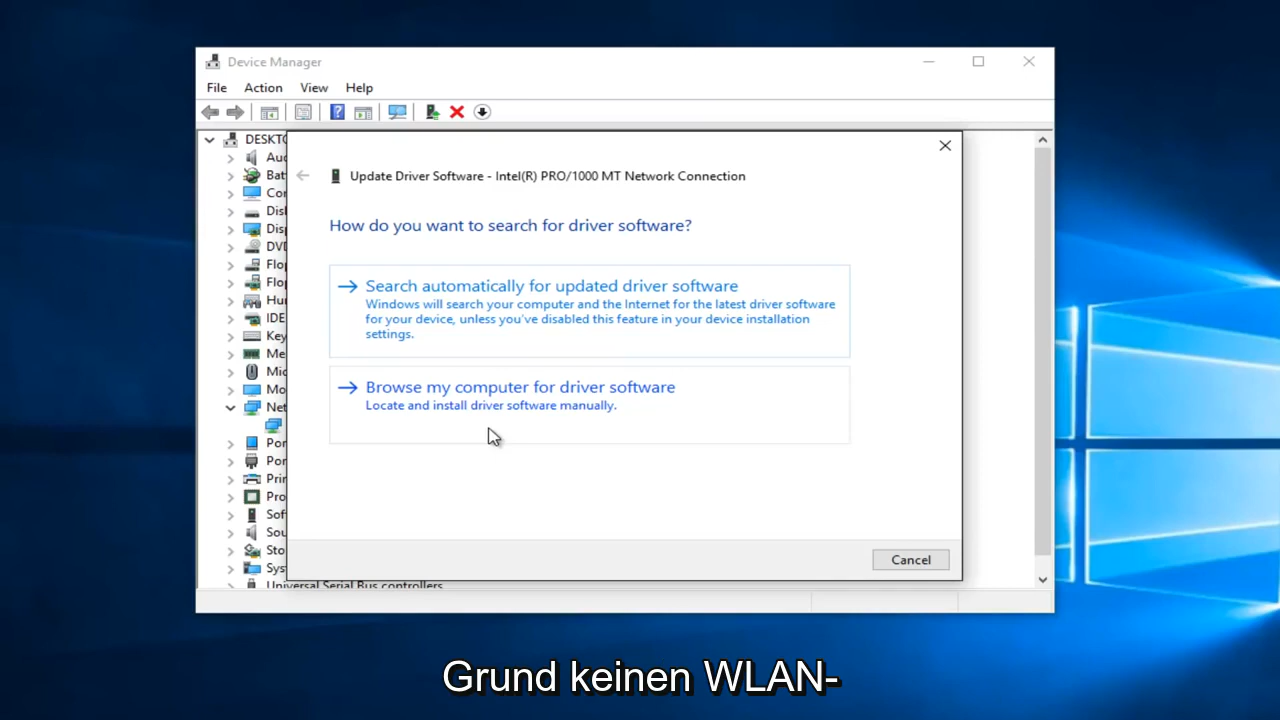 Device Manager
File Action View Help
DESKTO
Auc
Bat
Cor
Disl
Disp
DVD
Flop
Flop
Hur
IDE
Key
Me
Mic
Mo
Net
Por
Por
Prin
Pro
Sof
Sou
Sto
Sys
Universal Serial Bus controllers
Update Driver Software - Intel(R) PRO/1000 MT Network Connection
How do you want to search for driver software?
Search automatically for updated driver software
Windows will search your computer and the Internet for the latest driver software
for your device, unless you've disabled this feature in your device installation
settings.
Browse my computer for driver software
Locate and install driver software manually.
Cancel
Grund keinen WLAN-